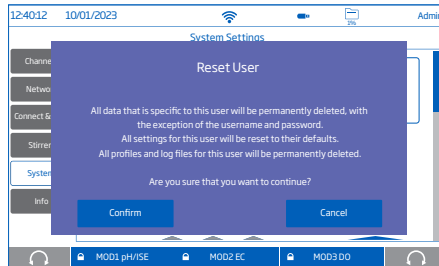 12:40:12 10/01/2023 1% Admin
System Settings
Reset User
All data that is specific to this user will be permanently deleted, with
the exception of the username and password.
All settings for this user will be reset to their defaults.
All profiles and log files for this user will be permanently deleted.
Are you sure that you want to continue?
Confirm Cancel
Channe
Netwo
Connect &
Stirrer
System
Info
MOD1 pH/ISE MOD2 EC MOD3 DO